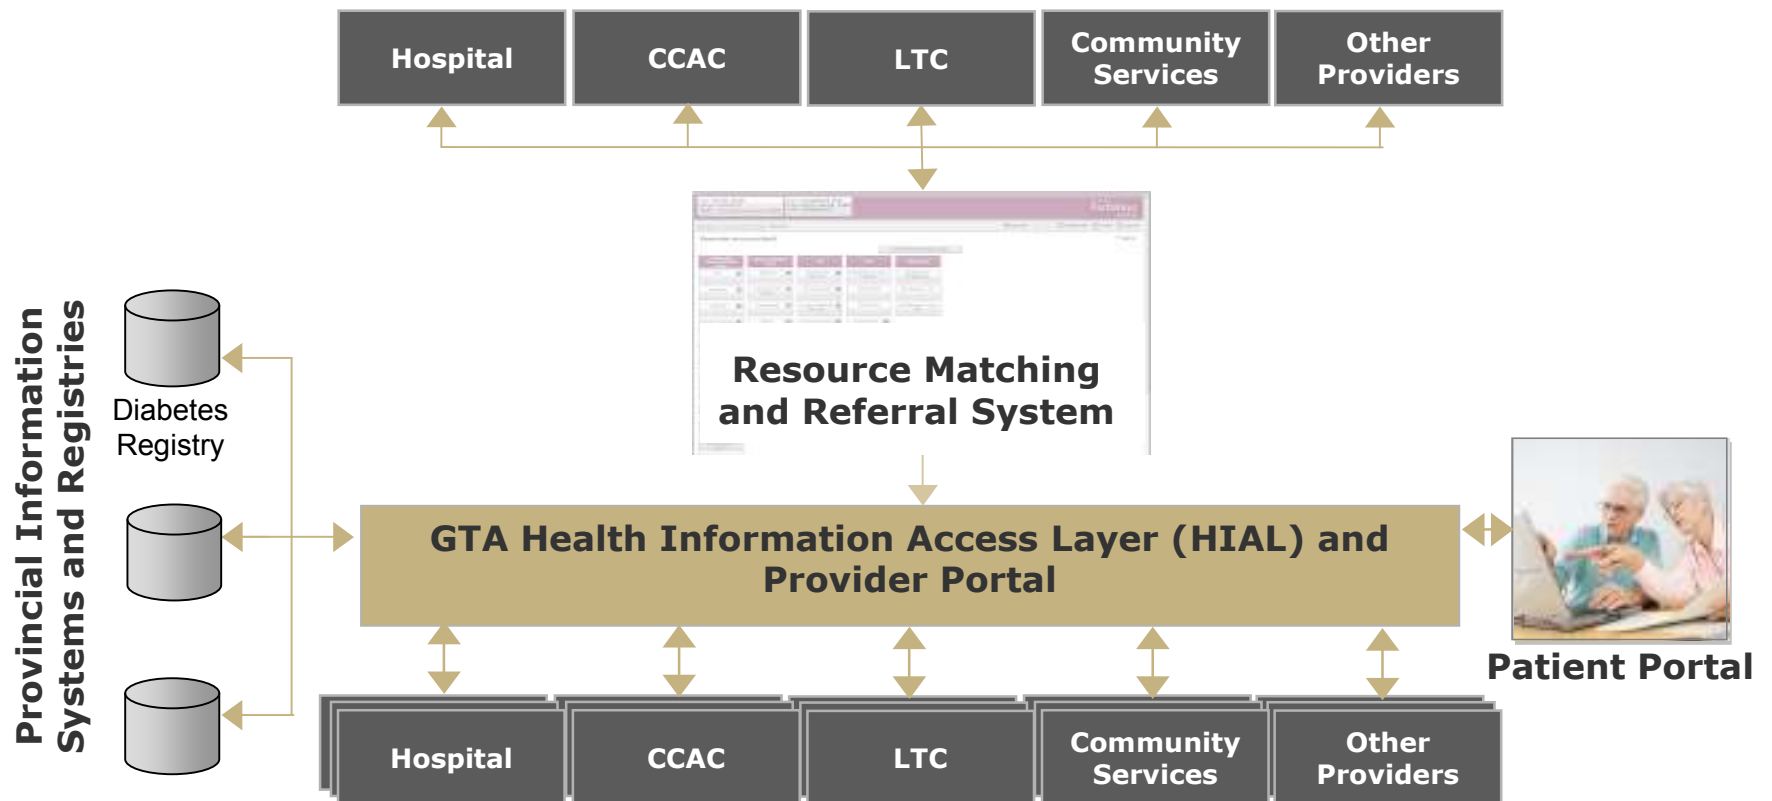 Hospital
CCAC
LTC
Community
Services
Other
Providers
Resource Matching
and Referral System
Provincial Information
Systems and Registries
Diabetes
Registry
GTA Health Information Access Layer (HIAL) and
Provider Portal
Patient Portal
Hospital
CCAC
LTC
Community
Services
Other
Providers